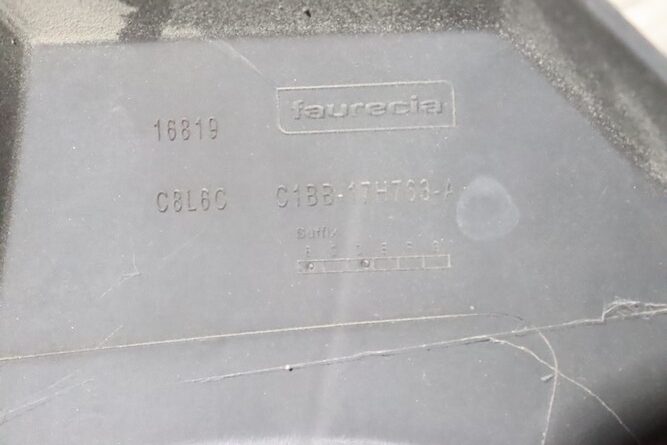 faurecia
16819
C8L6C C1BB-17H763-A
Suffix